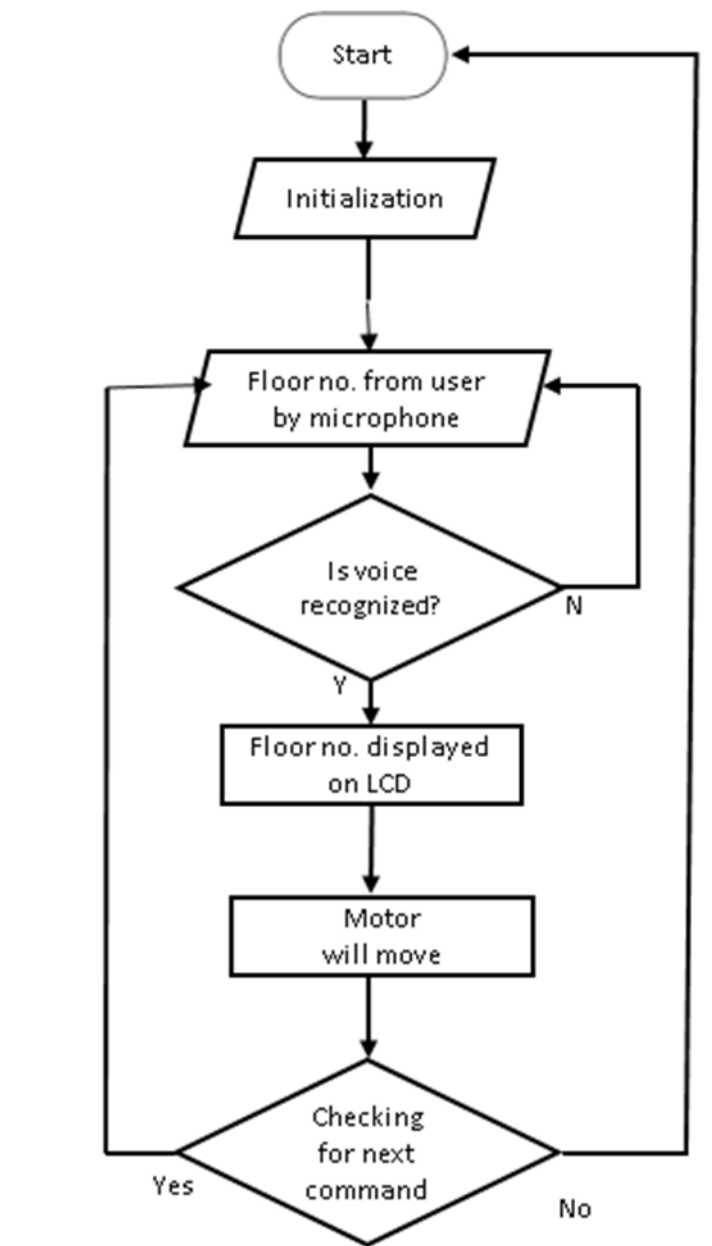 Start
Initialization
Floor no. from user
by microphone
Is voice
recognized?
N
Y
Floor no. displayed
on LCD
Motor
will move
Checking
for next
command
Yes
No